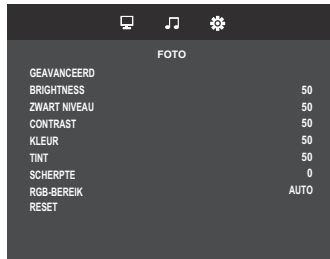 FOTO
GEAVANCEERD
BRIGHTNESS 50
ZWART NIVEAU 50
CONTRAST 50
KLEUR 50
TINT 50
SCHERPTE 0
RGB-BEREIK AUTO
RESET